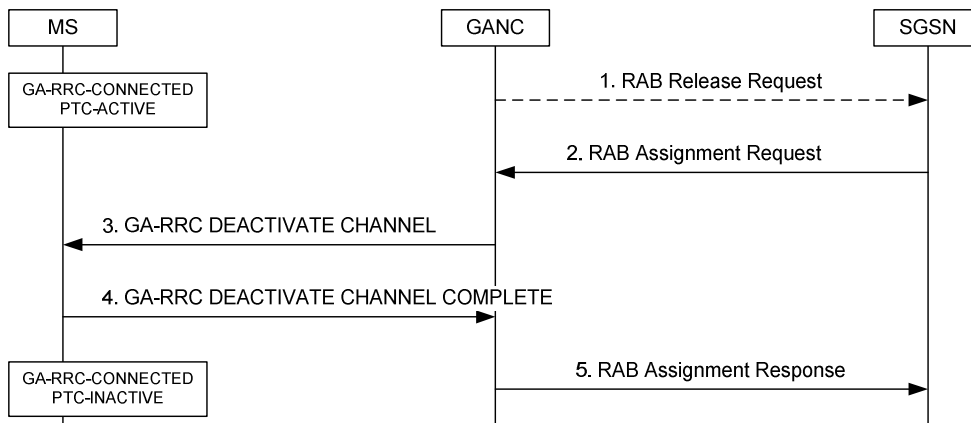 MS
GANC
SGSN
GA-RRC-CONNECTED
PTC-ACTIVE
1. RAB Release Request
2. RAB Assignment Request
3. GA-RRC DEACTIVATE CHANNEL
4. GA-RRC DEACTIVATE CHANNEL COMPLETE
GA-RRC-CONNECTED
PTC-INACTIVE
5. RAB Assignment Response